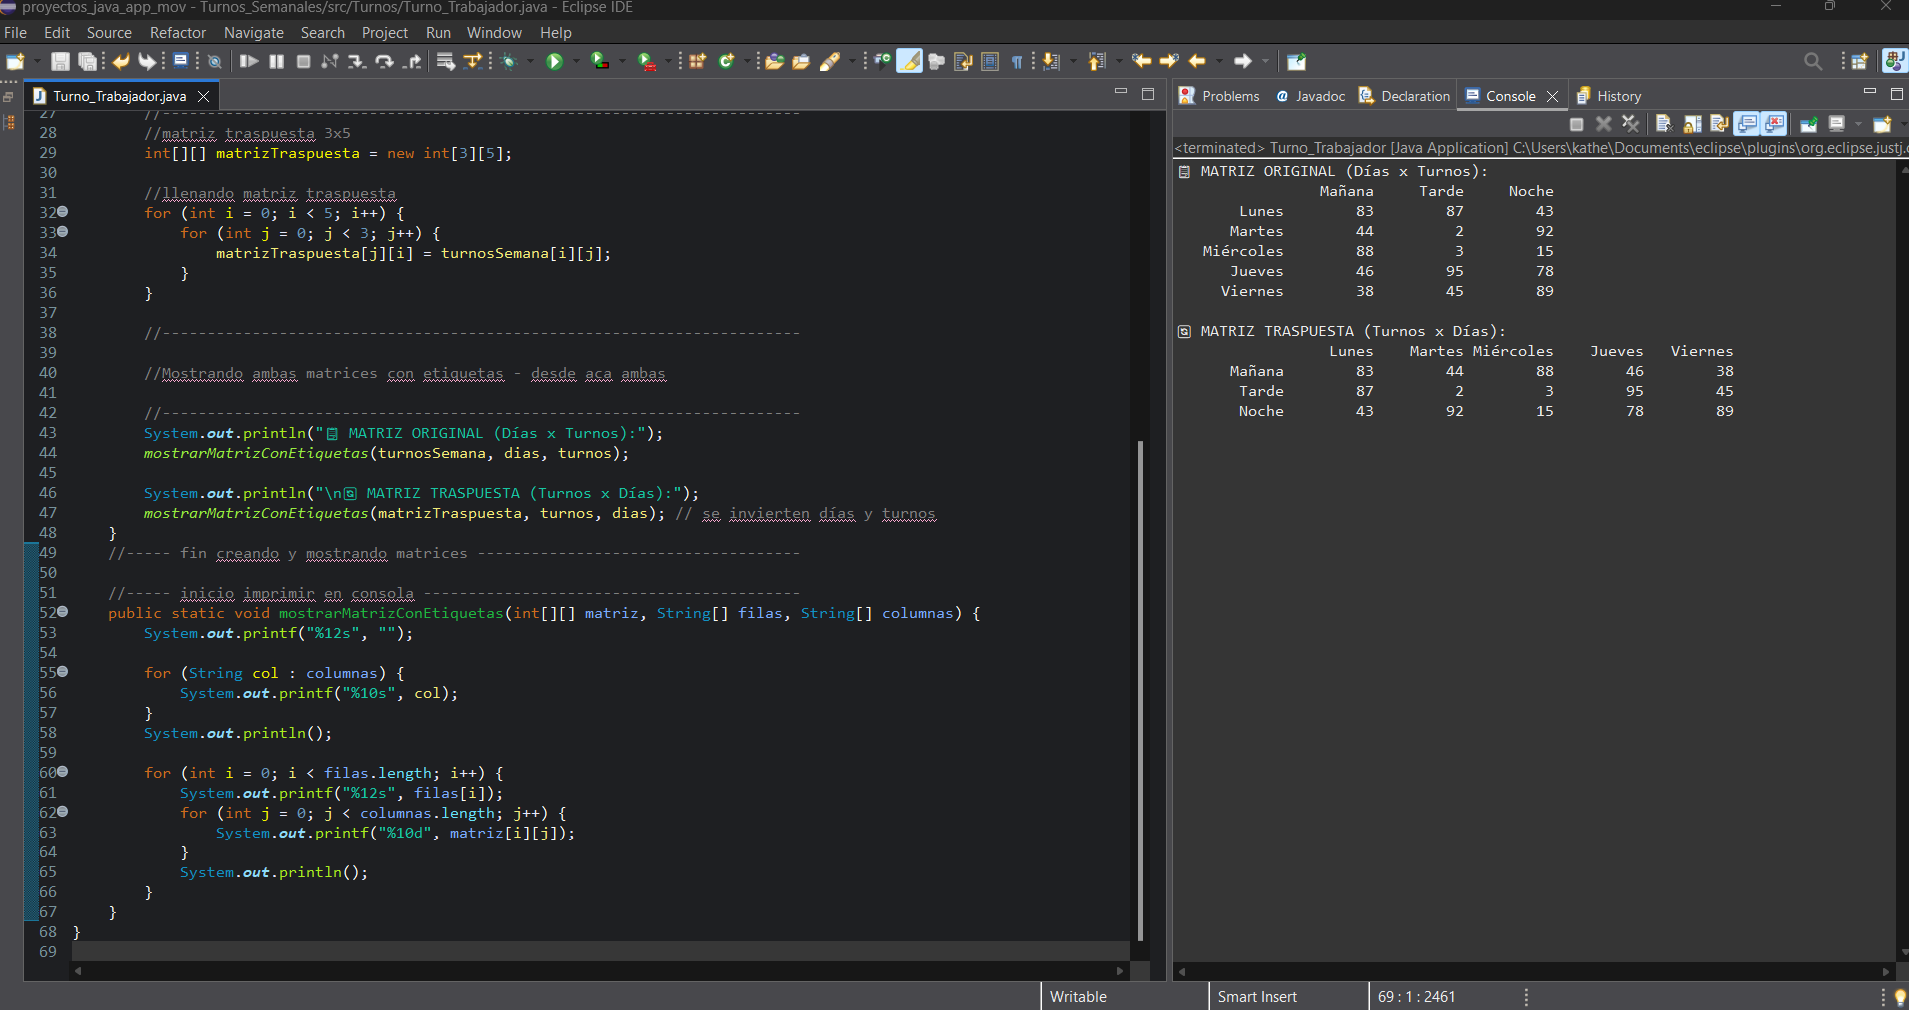 proyectos_java_app_mov - Turnos_Semanales/src/Turnos/Turno_Trabajador.java - Eclipse IDE
File Edit Source Refactor Navigate Search Project Run Window Help
Turno_Trabajador.java
27 //-----------------------------------------------------------------------
28 //matriz traspuesta 3x5
29 int[][] matrizTraspuesta = new int[3][5];
30
31 //llenando matriz traspuesta
32 for (int i = 0; i < 5; i++) {
33 for (int j = 0; j < 3; j++) {
34 matrizTraspuesta[j][i] = turnosSemana[i][j];
35 }
36 }
37
38 //-----------------------------------------------------------------------
39
40 //Mostrando ambas matrices con etiquetas - desde aca ambas
41
42 //-----------------------------------------------------------------------
43 System.out.println("📋 MATRIZ ORIGINAL (Días x Turnos):");
44 mostrarMatrizConEtiquetas(turnosSemana, dias, turnos);
45
46 System.out.println("\n🔄 MATRIZ TRASPUESTA (Turnos x Días):");
47 mostrarMatrizConEtiquetas(matrizTraspuesta, turnos, dias); // se invierten días y turnos
48 }
49 //----- fin creando y mostrando matrices ------------------------------------
50
51 //----- inicio imprimir en consola ------------------------------------------
52 public static void mostrarMatrizConEtiquetas(int[][] matriz, String[] filas, String[] columnas) {
53 System.out.printf("%12s", "");
54
55 for (String col : columnas) {
56 System.out.printf("%10s", col);
57 }
58 System.out.println();
59
60 for (int i = 0; i < filas.length; i++) {
61 System.out.printf("%12s", filas[i]);
62 for (int j = 0; j < columnas.length; j++) {
63 System.out.printf("%10d", matriz[i][j]);
64 }
65 System.out.println();
66 }
67 }
68 }
69
Problems @ Javadoc Declaration Console History
<terminated> Turno_Trabajador [Java Application] C:\Users\kathe\Documents\eclipse\plugins\org.eclipse.justj.
📋 MATRIZ ORIGINAL (Días x Turnos):
Mañana Tarde Noche
Lunes 83 87 43
Martes 44 2 92
Miércoles 88 3 15
Jueves 46 95 78
Viernes 38 45 89
🔄 MATRIZ TRASPUESTA (Turnos x Días):
Lunes Martes Miércoles Jueves Viernes
Mañana 83 44 88 46 38
Tarde 87 2 3 95 45
Noche 43 92 15 78 89
Writable Smart Insert 69 : 1 : 2461